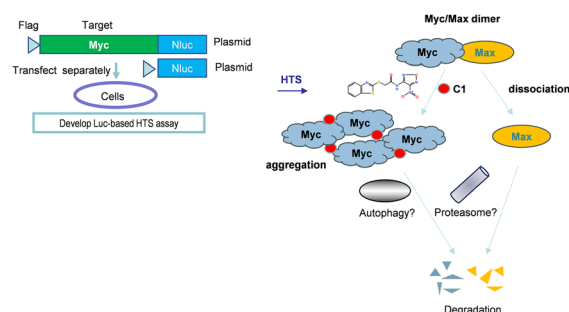 Flag
Target
Myc
Nluc
Plasmid
Transfect separately
Nluc
Plasmid
Cells
Develop Luc-based HTS assay
HTS
Myc/Max dimer
Myc
Max
C1
dissociation
Myc
Myc
Myc
Myc
aggregation
Max
Autophagy?
Proteasome?
Degradation